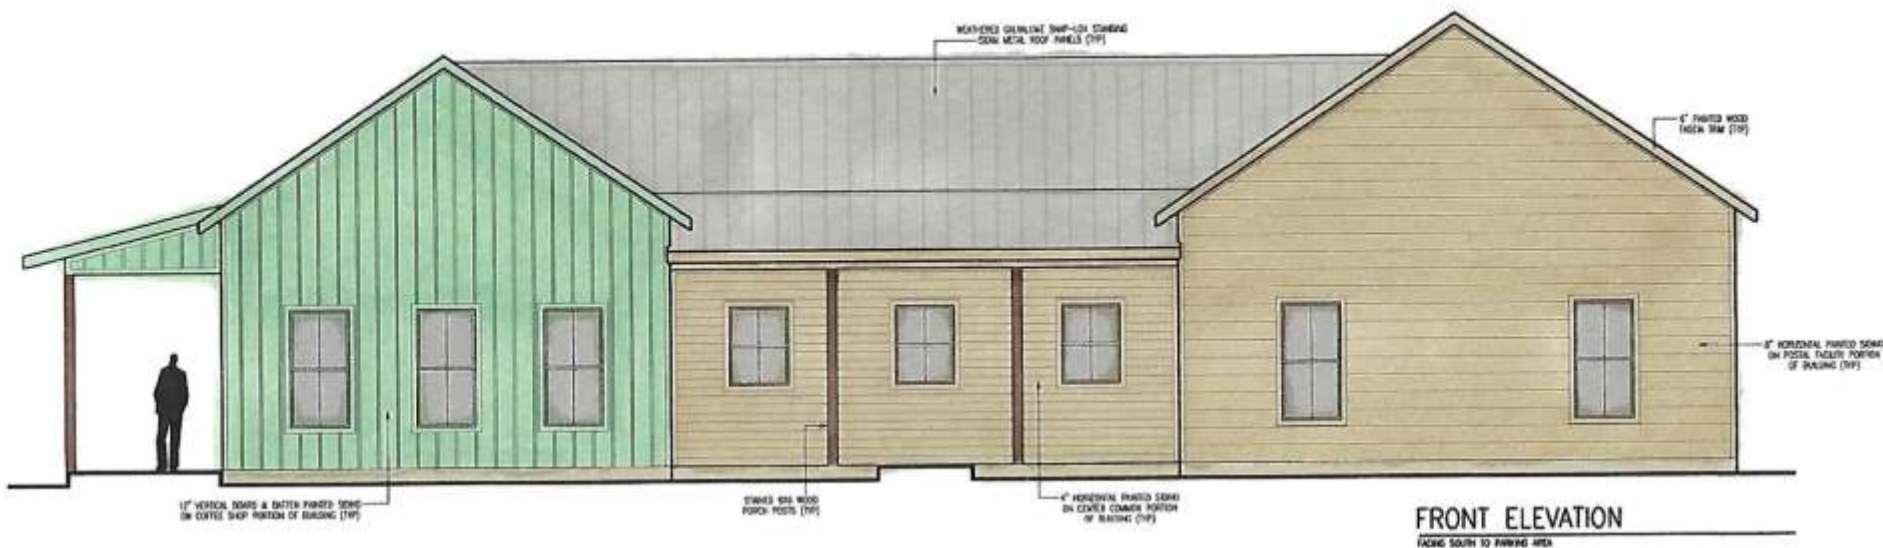 WEATHERED GALVALUME SNAP-LOK STANDING
SEAM METAL ROOF PANELS (TYP)
6" PAINTED WOOD
FASCIA TRIM (TYP)
8" HORIZONTAL PAINTED SIDING
ON POSTAL FACILITY PORTION
OF BUILDING (TYP)
12" VERTICAL BOARD & BATTEN PAINTED SIDING
ON COFFEE SHOP PORTION OF BUILDING (TYP)
STAINED 6X6 WOOD
PORCH POSTS (TYP)
HORIZONTAL PAINTED SIDING
ON CENTER COMMON PORTION
OF BUILDING (TYP)
FRONT ELEVATION
FACING SOUTH TO PARKING AREA